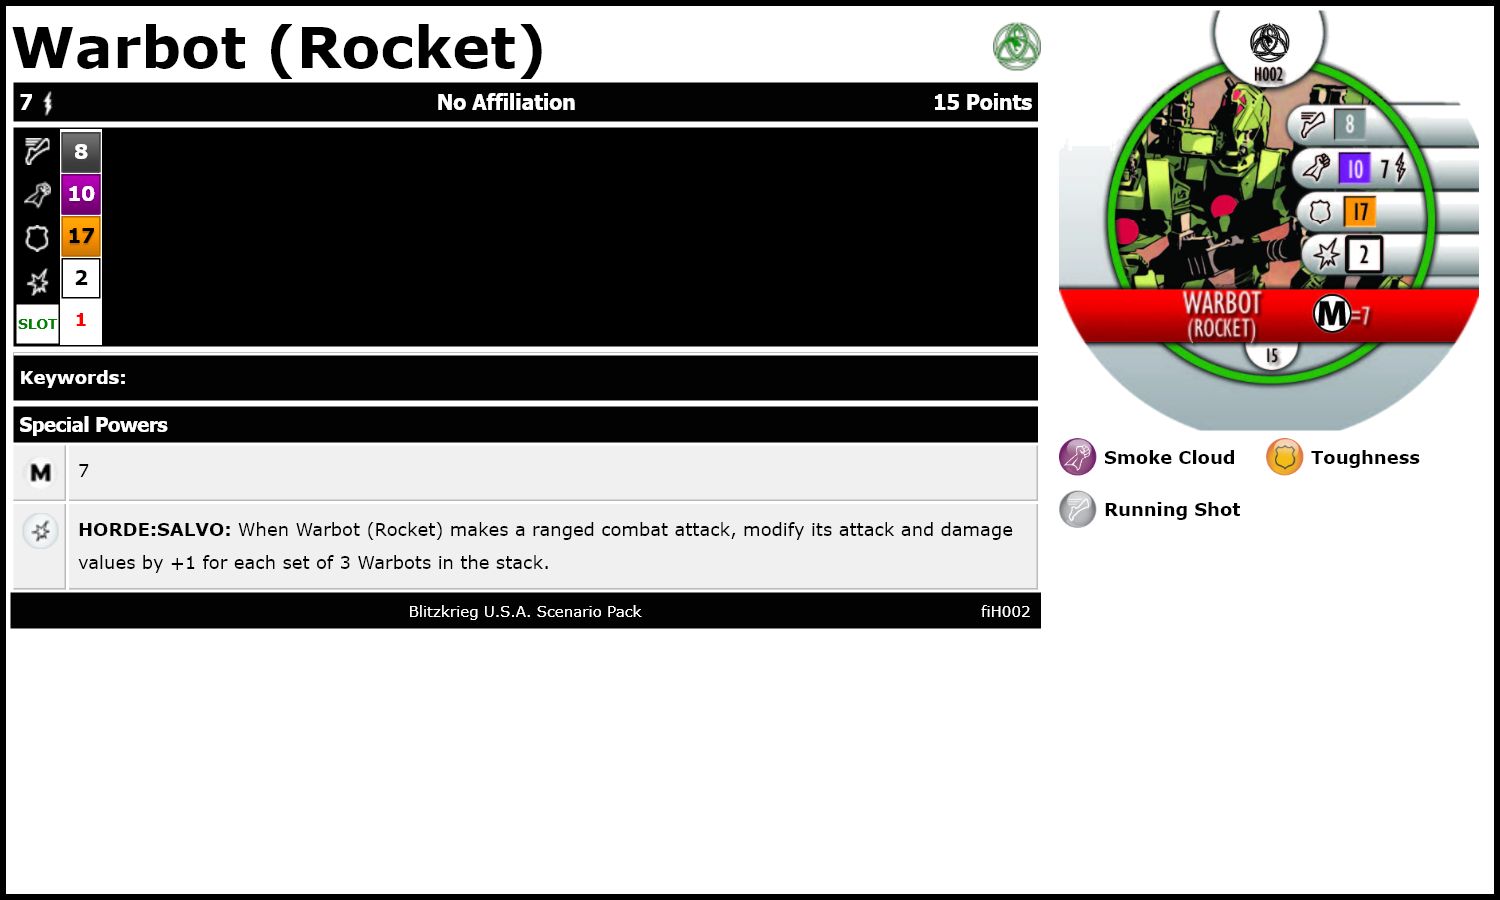 Warbot (Rocket)
7 No Affiliation 15 Points
8
10
17
2
SLOT 1
Keywords:
Special Powers
M 7
HORDE:SALVO: When Warbot (Rocket) makes a ranged combat attack, modify its attack and damage
values by +1 for each set of 3 Warbots in the stack.
Blitzkrieg U.S.A. Scenario Pack fiH002
H002
8
10 7
17
2
WARBOT
(ROCKET)
M=7
15
Smoke Cloud Toughness
Running Shot